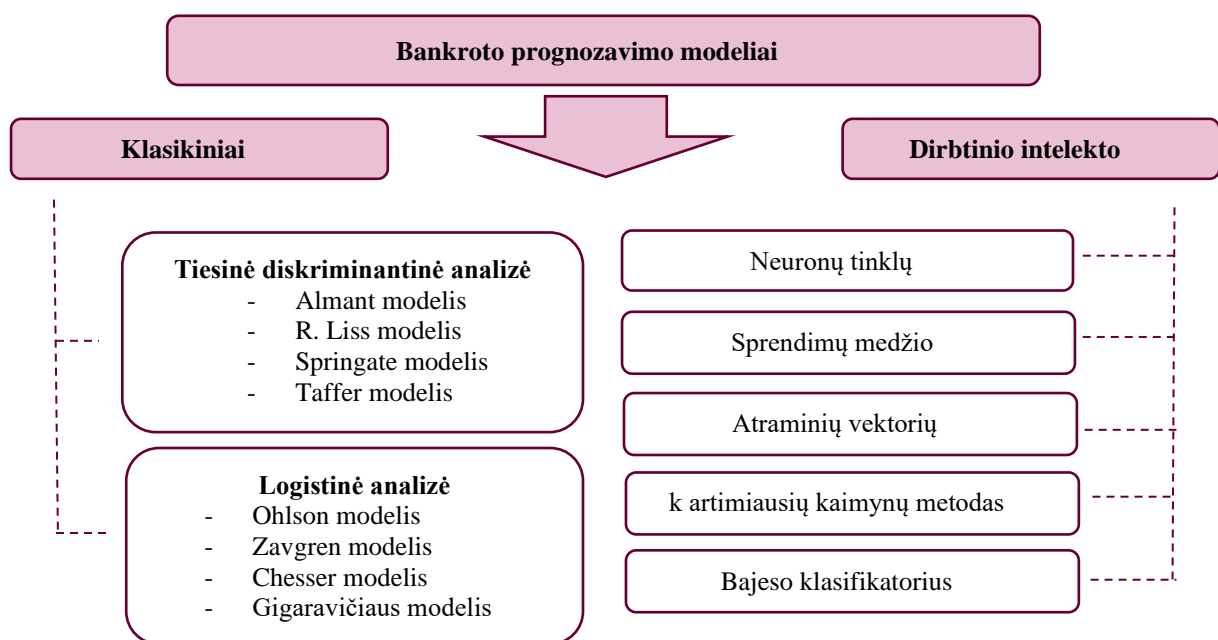 Bankroto prognozavimo modeliai
Klasikiniai
Dirbtinio intelekto
Tiesinė diskriminantinė analizė
- Almant modelis
- R. Liss modelis
- Springate modelis
- Taffer modelis
Logistinė analizė
- Ohlson modelis
- Zavgren modelis
- Chesser modelis
- Gigaravičiaus modelis
Neuronų tinklų
Sprendimų medžio
Atraminių vektorių
k artimiausių kaimynų metodas
Bajeso klasifikatorius